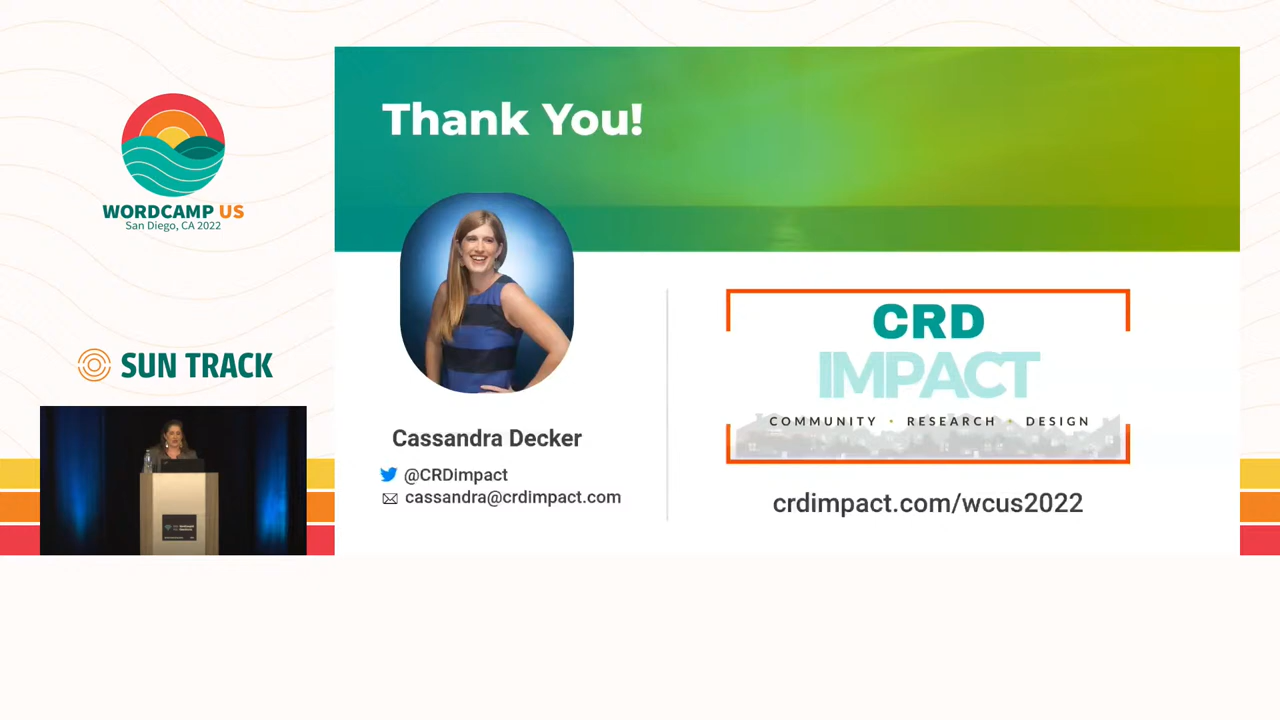 WORDCAMP US
San Diego, CA 2022
SUN TRACK
Thank You!
Cassandra Decker
@CRDimpact
cassandra@crdimpact.com
CRD
IMPACT
COMMUNITY • RESEARCH • DESIGN
crdimpact.com/wcus2022